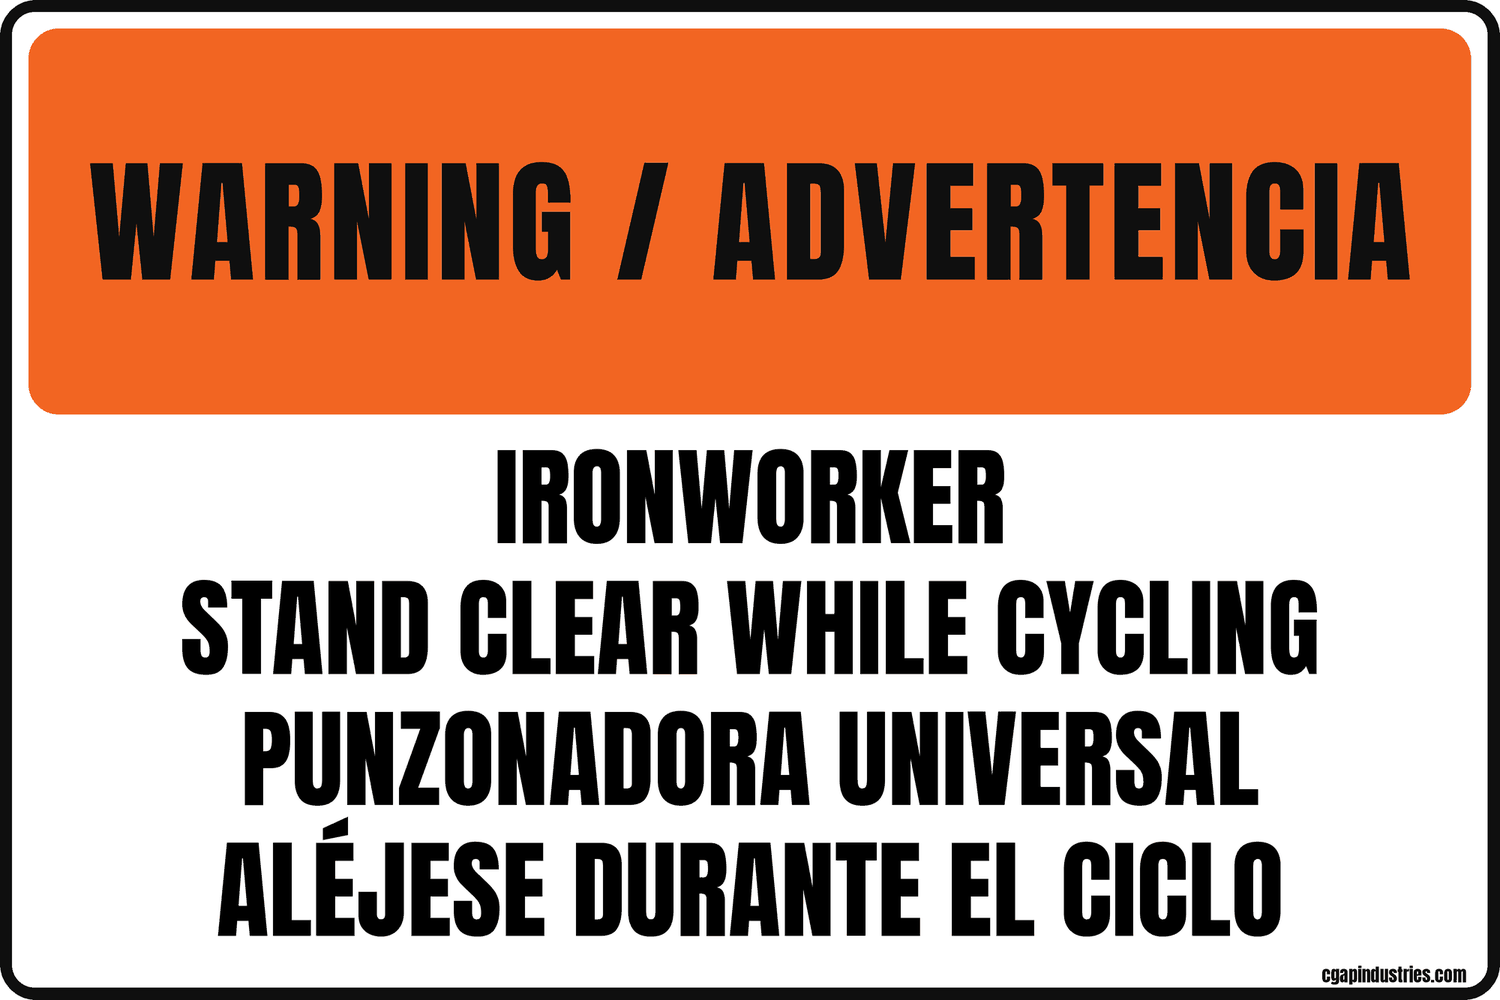 WARNING / ADVERTENCIA
IRONWORKER
STAND CLEAR WHILE CYCLING
PUNZONADORA UNIVERSAL
ALÉJESE DURANTE EL CICLO
cgapindustries.com